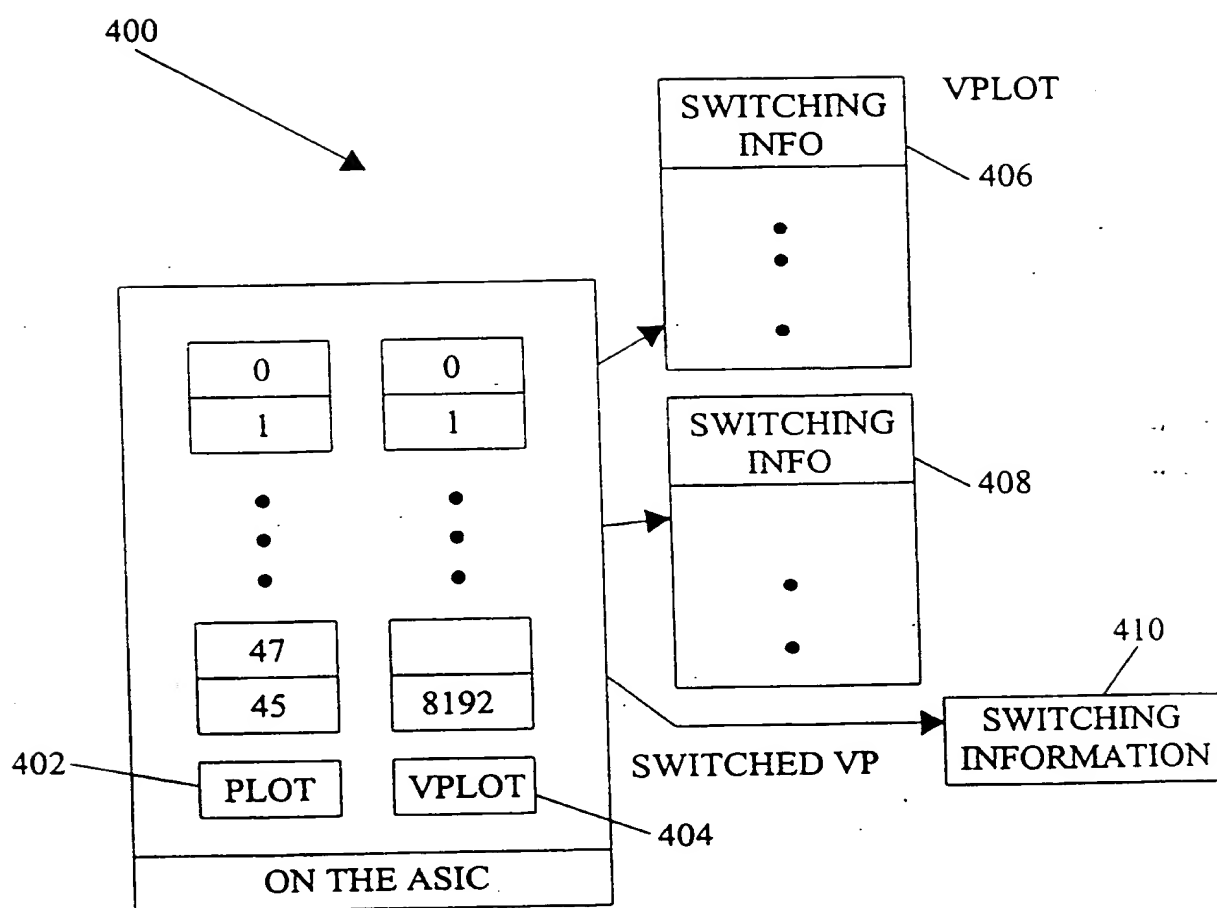 400
VPLOT
SWITCHING
INFO
406
0
0
1
1
SWITCHING
INFO
408
47
45
8192
410
SWITCHING
INFORMATION
SWITCHED VP
402
PLOT
VPLOT
404
ON THE ASIC